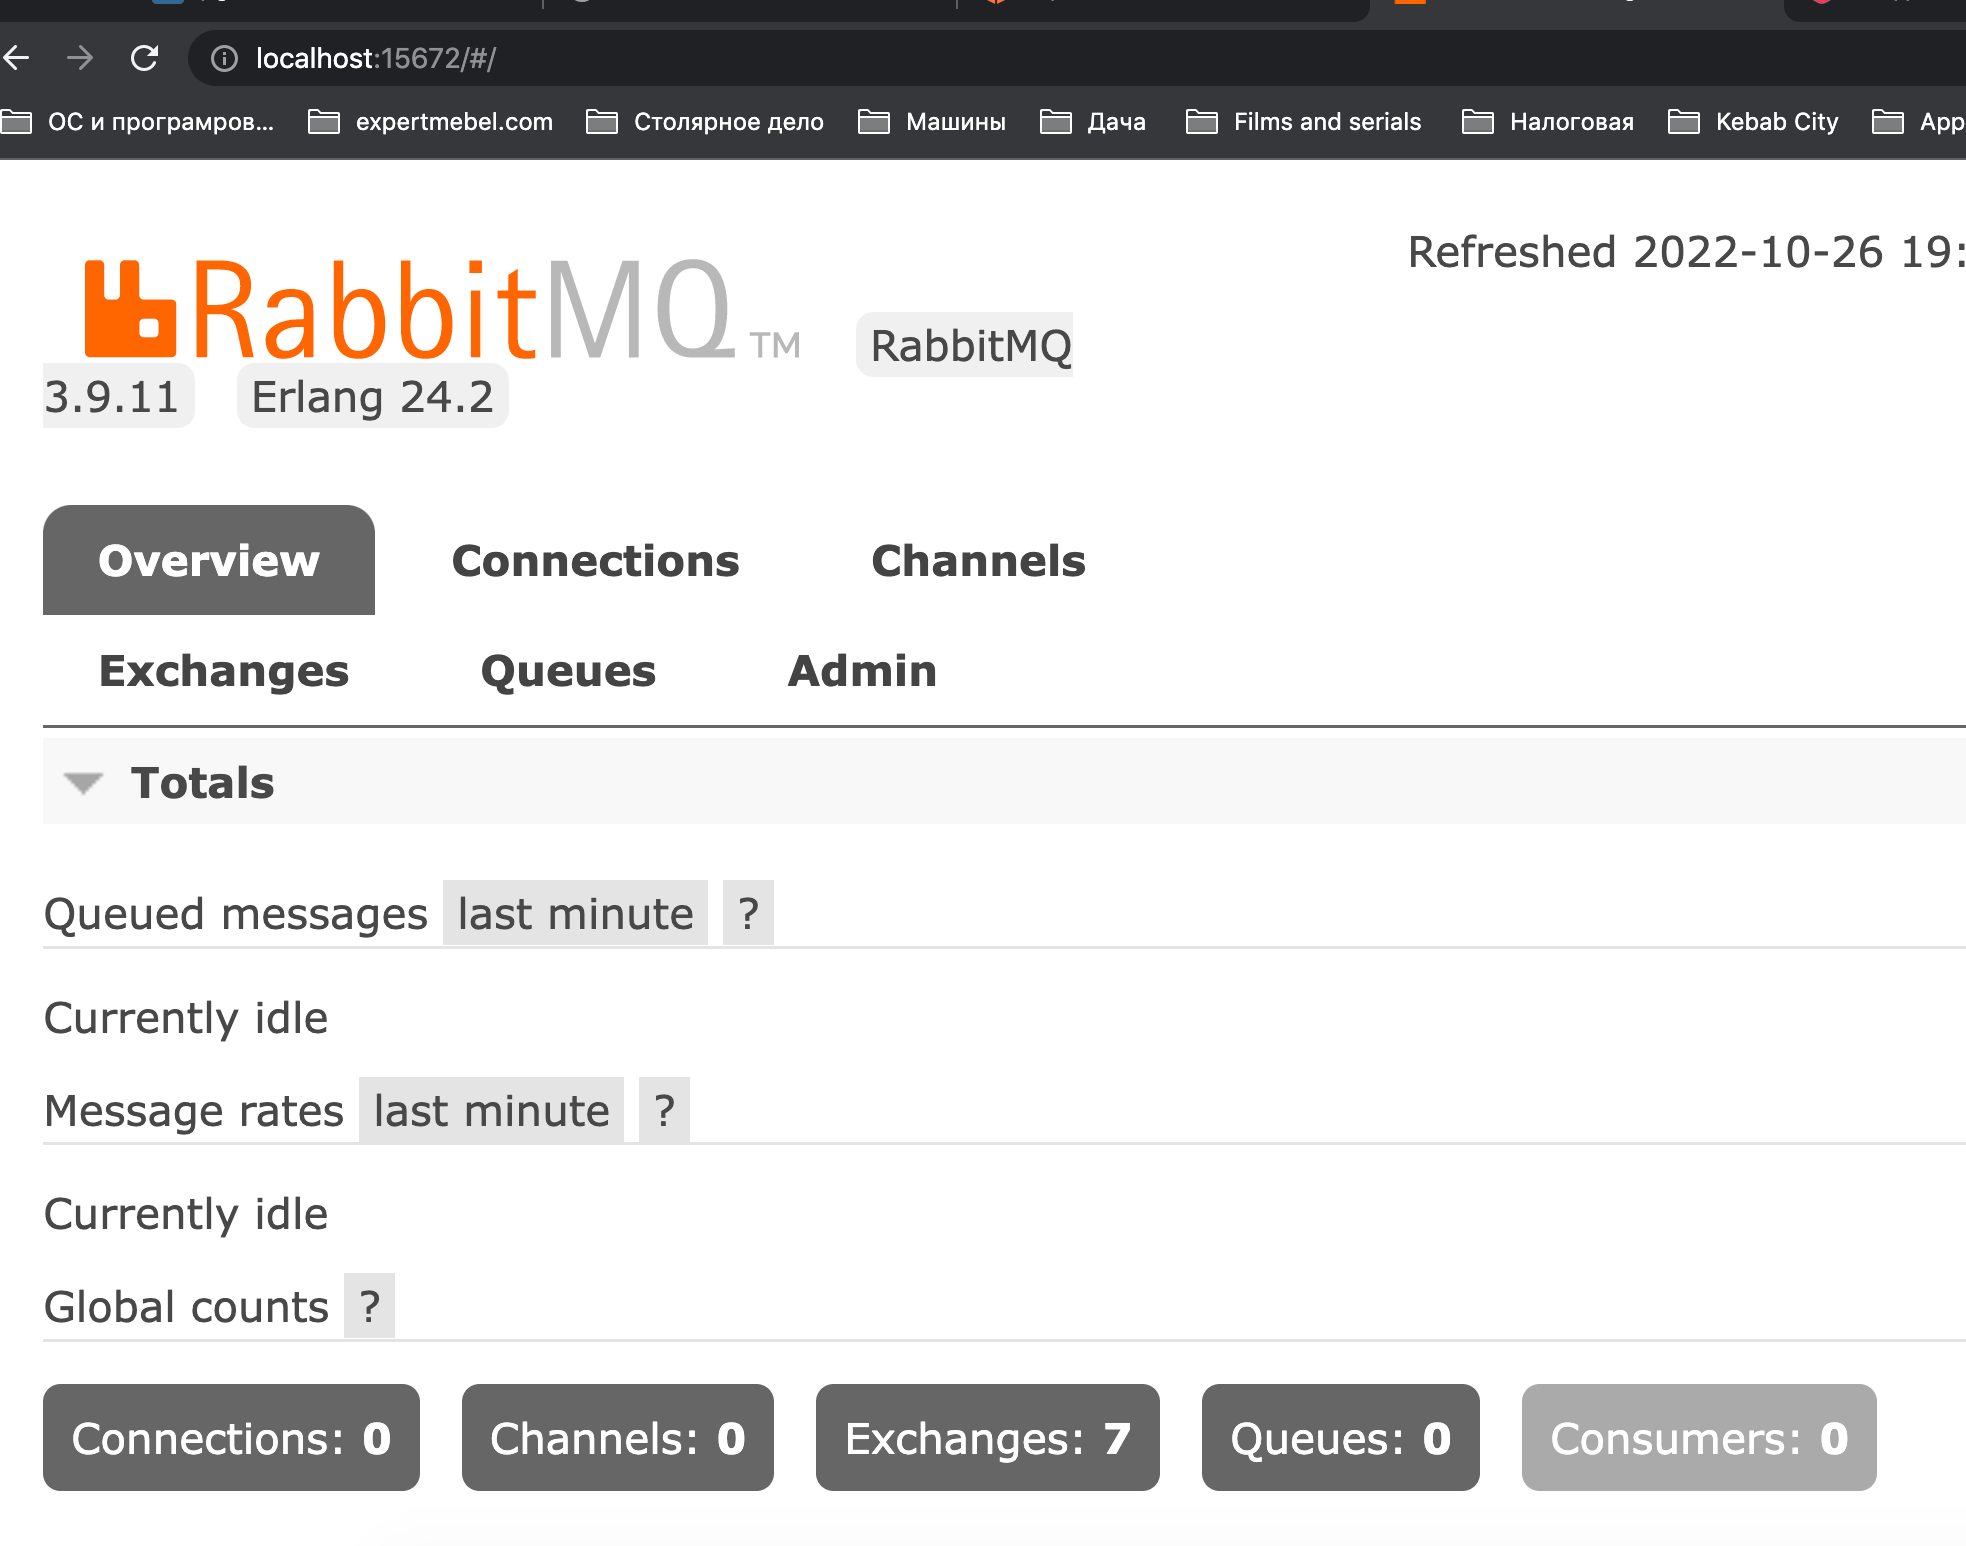 localhost:15672/#/
ОС и програмров... expertmebel.com Столярное дело Машины Дача Films and serials Налоговая Kebab City App
Refreshed 2022-10-26 19:
RabbitMQ TM RabbitMQ
3.9.11 Erlang 24.2
Overview Connections Channels
Exchanges Queues Admin
Totals
Queued messages last minute ?
Currently idle
Message rates last minute ?
Currently idle
Global counts ?
Connections: 0 Channels: 0 Exchanges: 7 Queues: 0 Consumers: 0